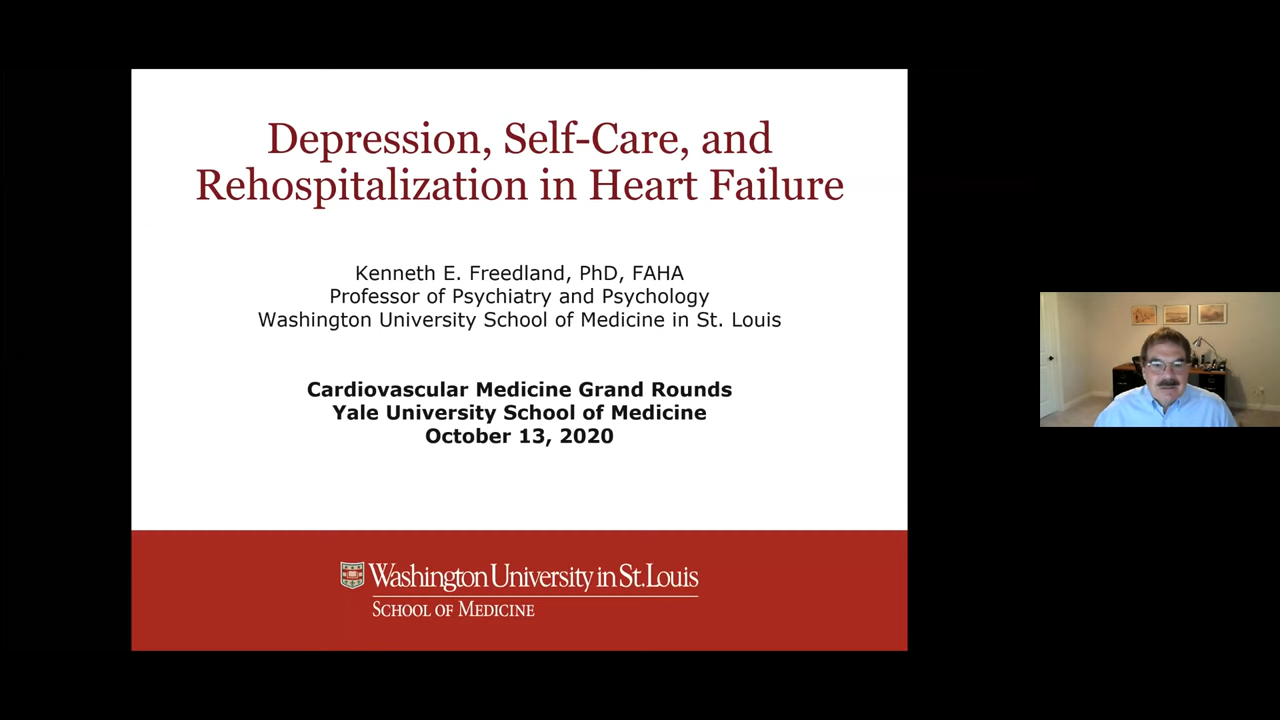 Depression, Self-Care, and
Rehospitalization in Heart Failure
Kenneth E. Freedland, PhD, FAHA
Professor of Psychiatry and Psychology
Washington University School of Medicine in St. Louis
Cardiovascular Medicine Grand Rounds
Yale University School of Medicine
October 13, 2020
Washington University in St. Louis
School of Medicine